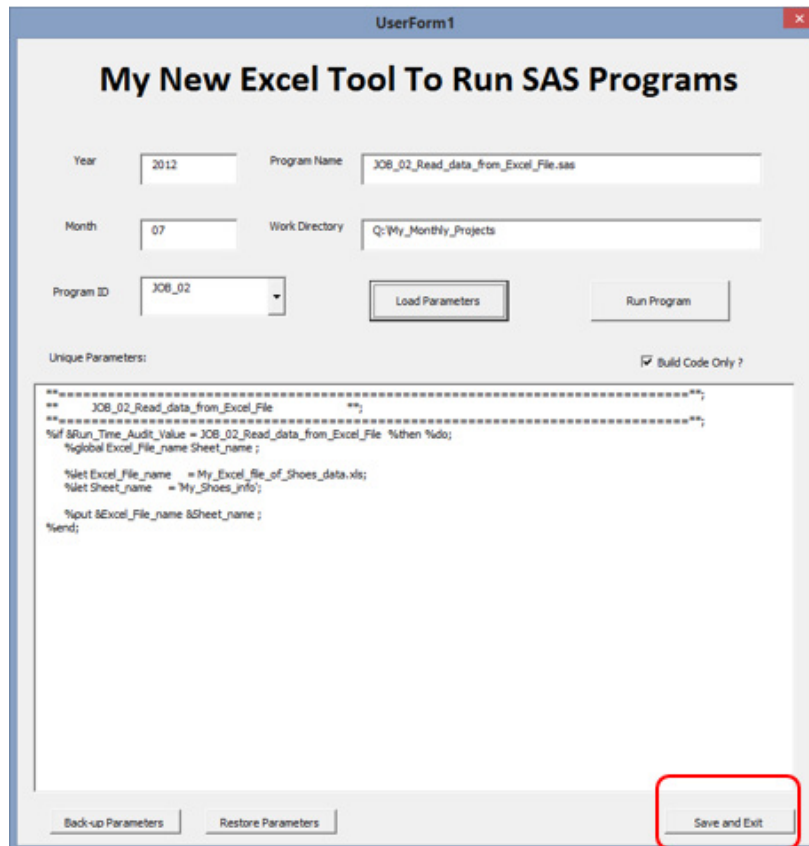 UserForm1
My New Excel Tool To Run SAS Programs
Year 2012 Program Name JOB_02_Read_data_from_Excel_File.sas
Month 07 Work Directory Q:\My_Monthly_Projects
Program ID JOB_02 Load Parameters Run Program
Unique Parameters: Build Code Only ?
**==============================================================================**;
** JOB_02_Read_data_from_Excel_File **;
**==============================================================================**;
%if &Run_Time_Audit_Value = JOB_02_Read_data_from_Excel_File %then %do;
%global Excel_File_name Sheet_name ;
%let Excel_File_name = My_Excel_file_of_Shoes_data.xls;
%let Sheet_name = 'My_Shoes_info';
%put &Excel_File_name &Sheet_name ;
%end;
Back-up Parameters Restore Parameters Save and Exit